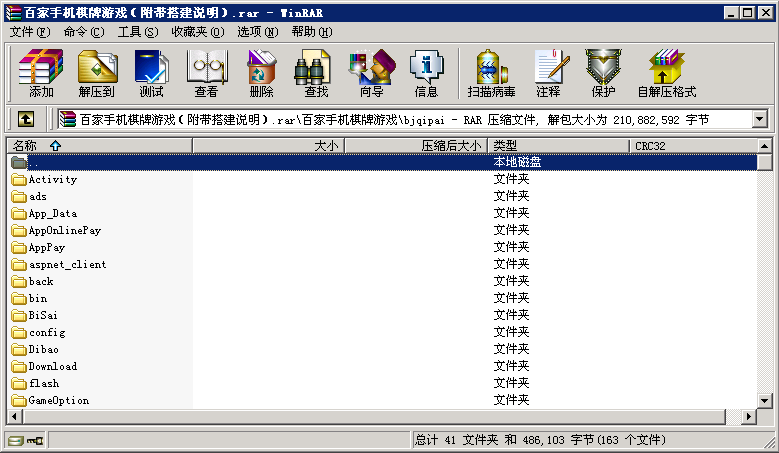 百家手机棋牌游戏(附带搭建说明).rar - WinRAR
文件(F) 命令(C) 工具(S) 收藏夹(O) 选项(N) 帮助(H)
添加 解压到 测试 查看 删除 查找 向导 信息 扫描病毒 注释 保护 自解压格式
百家手机棋牌游戏(附带搭建说明).rar\百家手机棋牌游戏\bjqipai - RAR 压缩文件, 解包大小为 210,882,592 字节
名称 大小 压缩后大小 类型 CRC32
.. 本地磁盘
Activity 文件夹
ads 文件夹
App_Data 文件夹
AppOnlinePay 文件夹
AppPay 文件夹
aspnet_client 文件夹
back 文件夹
bin 文件夹
BiSai 文件夹
config 文件夹
Dibao 文件夹
Download 文件夹
flash 文件夹
GameOption 文件夹
总计 41 文件夹 和 486,103 字节(163 个文件)